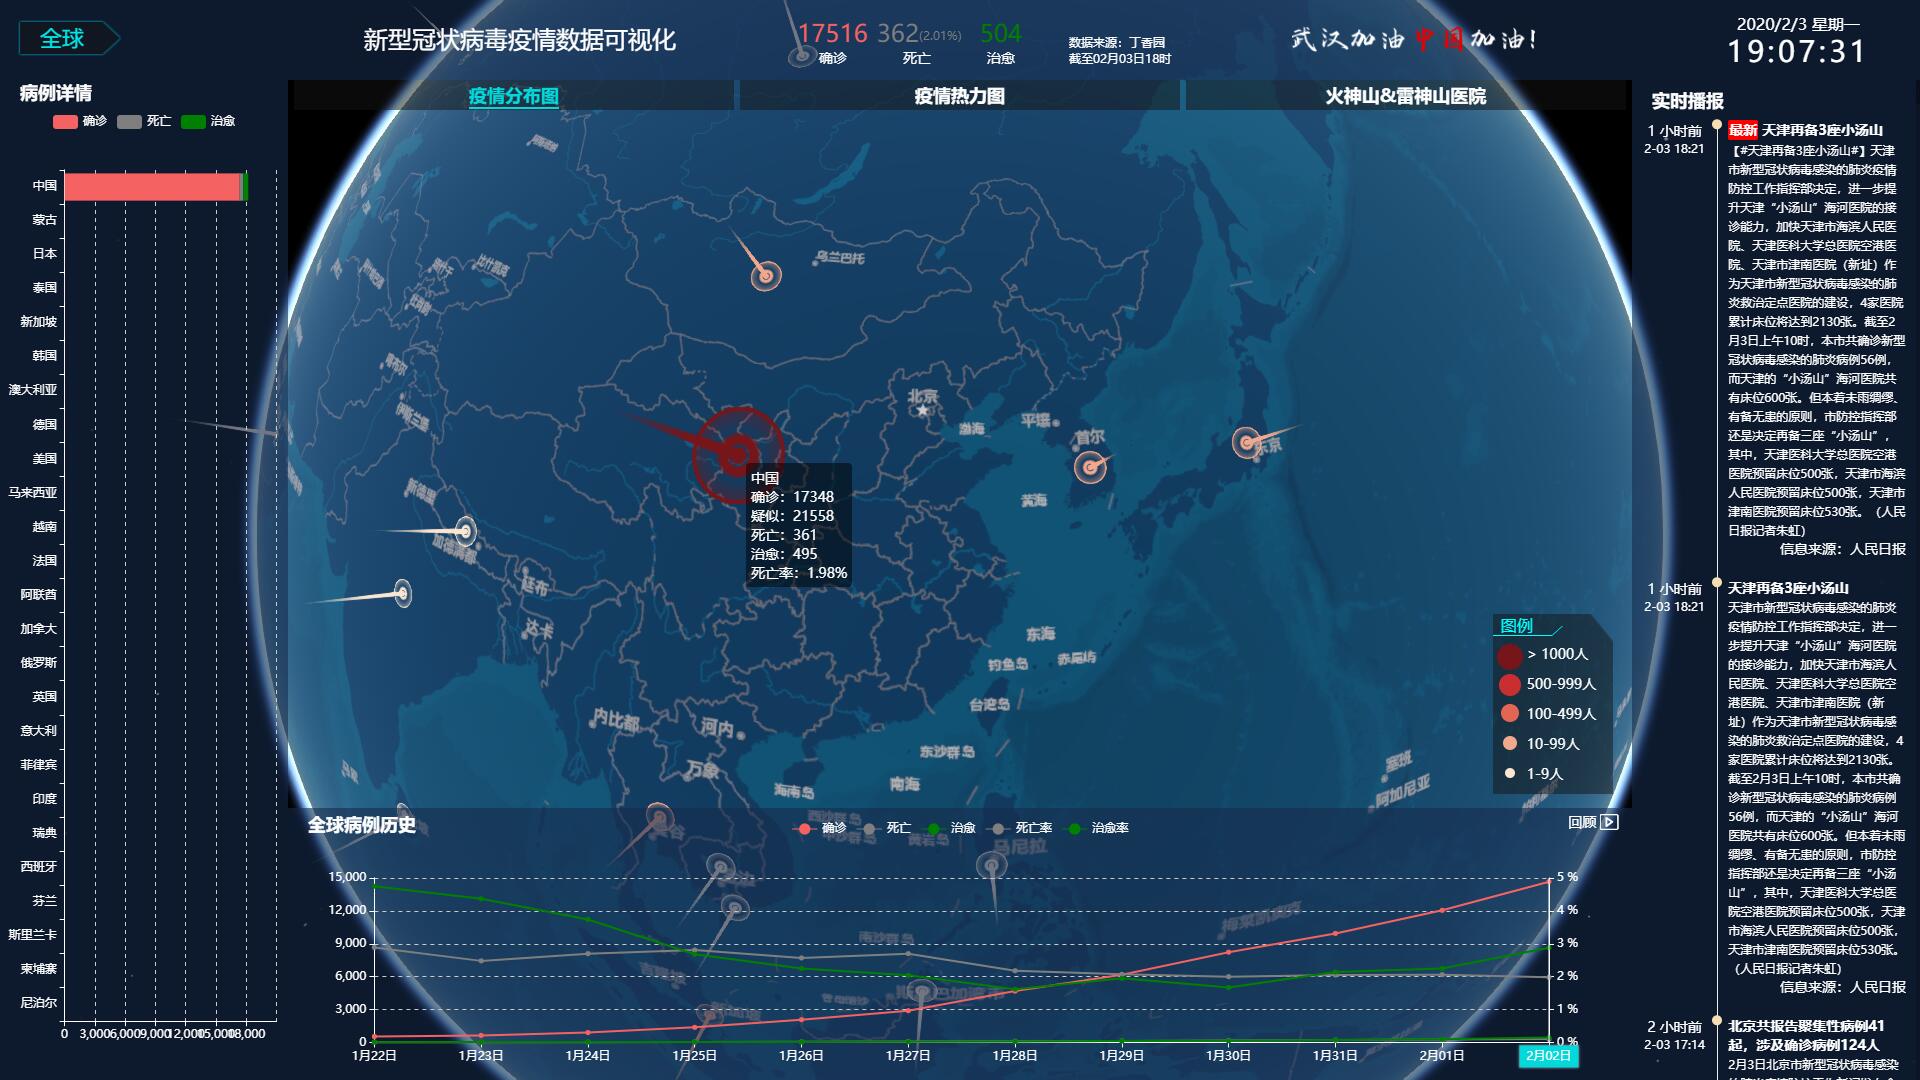 全球
新型冠状病毒疫情数据可视化
17516 362(2.01%) 504
确诊 死亡 治愈
数据来源：丁香园
截至02月03日18时
武汉加油 中国加油！
2020/2/3 星期一
19:07:31
病例详情
确诊 死亡 治愈
中国
蒙古
日本
泰国
新加坡
韩国
澳大利亚
德国
美国
马来西亚
越南
法国
阿联酋
加拿大
俄罗斯
英国
意大利
菲律宾
印度
瑞典
西班牙
芬兰
斯里兰卡
柬埔寨
尼泊尔
0 3,000 6,000 9,000 12,000 15,000 18,000
疫情分布图 疫情热力图 火神山&雷神山医院
乌兰巴托
北京
渤海
平壤
首尔
东京
黄海
伊斯兰堡
新德里
加德满都
廷布
达卡
东海
钓鱼岛
赤尾屿
台湾岛
内比都
河内
万象
东沙群岛
南海
海南岛
塞班
阿加尼亚
马尼拉
黄岩岛
南沙群岛
中国
确诊：17348
疑似：21558
死亡：361
治愈：495
死亡率：1.98%
图例
> 1000人
500-999人
100-499人
10-99人
1-9人
全球病例历史
确诊 死亡 治愈 死亡率 治愈率
回顾
15,000
12,000
9,000
6,000
3,000
0
5 %
4 %
3 %
2 %
1 %
0 %
1月22日 1月23日 1月24日 1月25日 1月26日 1月27日 1月28日 1月29日 1月30日 1月31日 2月01日 2月02日
实时播报
1 小时前
2-03 18:21
最新 天津再备3座小汤山
【#天津再备3座小汤山#】天津
市新型冠状病毒感染的肺炎疫情
防控工作指挥部决定，进一步提
升天津“小汤山”海河医院的接
诊能力，加快天津市海滨人民医
院、天津医科大学总医院空港医
院、天津市津南医院（新址）作
为天津市新型冠状病毒感染的肺
炎救治定点医院的建设，4家医院
累计床位将达到2130张。截至2
月3日上午10时，本市共确诊新型
冠状病毒感染的肺炎病例56例，
而天津的“小汤山”海河医院共
有床位600张。但本着未雨绸缪、
有备无患的原则，市防控指挥部
还是决定再备三座“小汤山”，
其中，天津医科大学总医院空港
医院预留床位500张，天津市海滨
人民医院预留床位500张，天津市
津南医院预留床位530张。（人民
日报记者朱虹）
信息来源：人民日报
1 小时前
2-03 18:21
天津再备3座小汤山
天津市新型冠状病毒感染的肺炎
疫情防控工作指挥部决定，进一
步提升天津“小汤山”海河医院
的接诊能力，加快天津市海滨人
民医院、天津医科大学总医院空
港医院、天津市津南医院（新
址）作为天津市新型冠状病毒感
染的肺炎救治定点医院的建设，4
家医院累计床位将达到2130张。
截至2月3日上午10时，本市共确
诊新型冠状病毒感染的肺炎病例
56例，而天津的“小汤山”海河
医院共有床位600张。但本着未雨
绸缪、有备无患的原则，市防控
指挥部还是决定再备三座“小汤
山”，其中，天津医科大学总医
院空港医院预留床位500张，天津
市海滨人民医院预留床位500张，
天津市津南医院预留床位530张。
（人民日报记者朱虹）
信息来源：人民日报
2 小时前
2-03 17:14
北京共报告聚集性病例41
起，涉及确诊病例124人
2月3日北京市新型冠状病毒感染